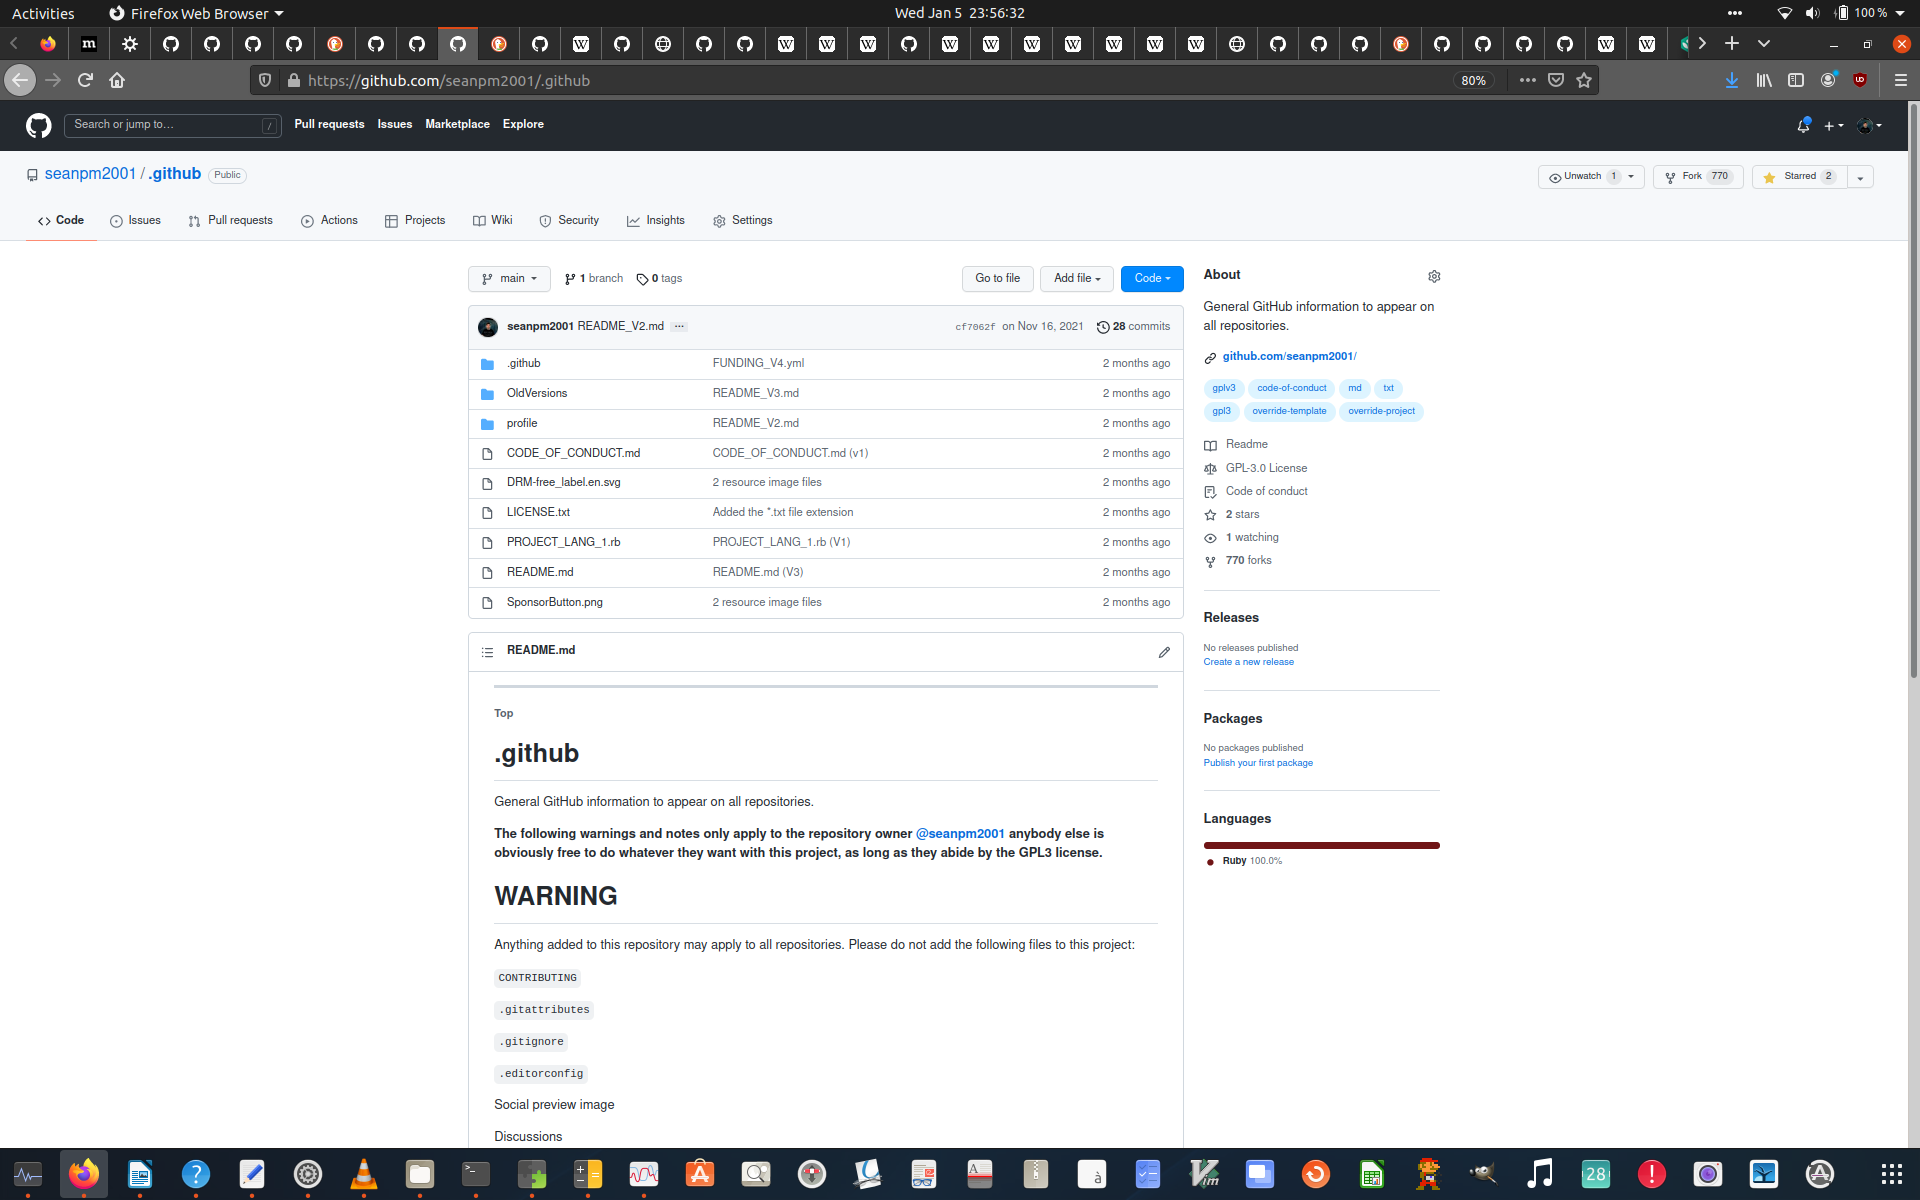 Activities
Firefox Web Browser
Wed Jan 5 23:56:32
100 %
https://github.com/seanpm2001/.github
80%
Search or jump to…
/
Pull requests
Issues
Marketplace
Explore
seanpm2001 / .github
Public
Unwatch 1
Fork 770
Starred 2
Code
Issues
Pull requests
Actions
Projects
Wiki
Security
Insights
Settings
main
1 branch
0 tags
Go to file
Add file
Code
seanpm2001 README_V2.md ...
cf7062f on Nov 16, 2021
28 commits
.github FUNDING_V4.yml 2 months ago
OldVersions README_V3.md 2 months ago
profile README_V2.md 2 months ago
CODE_OF_CONDUCT.md CODE_OF_CONDUCT.md (v1) 2 months ago
DRM-free_label.en.svg 2 resource image files 2 months ago
LICENSE.txt Added the *.txt file extension 2 months ago
PROJECT_LANG_1.rb PROJECT_LANG_1.rb (V1) 2 months ago
README.md README.md (V3) 2 months ago
SponsorButton.png 2 resource image files 2 months ago
README.md
Top
.github
General GitHub information to appear on all repositories.
The following warnings and notes only apply to the repository owner @seanpm2001 anybody else is
obviously free to do whatever they want with this project, as long as they abide by the GPL3 license.
WARNING
Anything added to this repository may apply to all repositories. Please do not add the following files to this project:
CONTRIBUTING
.gitattributes
.gitignore
.editorconfig
Social preview image
Discussions
About
General GitHub information to appear on
all repositories.
github.com/seanpm2001/
gplv3 code-of-conduct md txt
gpl3 override-template override-project
Readme
GPL-3.0 License
Code of conduct
2 stars
1 watching
770 forks
Releases
No releases published
Create a new release
Packages
No packages published
Publish your first package
Languages
Ruby 100.0%
28